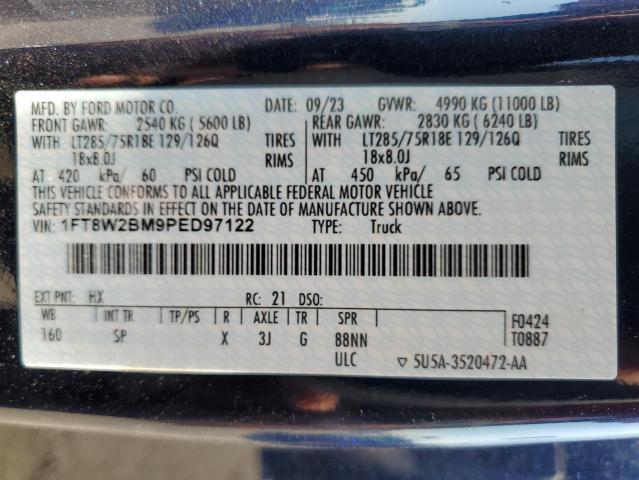 MFD. BY FORD MOTOR CO. DATE: 09/23 GVWR: 4990 KG (11000 LB)
FRONT GAWR: 2540 KG (5600 LB) REAR GAWR: 2830 KG (6240 LB)
WITH LT285/75R18E 129/126Q TIRES WITH LT285/75R18E 129/126Q TIRES
18x8.0J RIMS 18x8.0J RIMS
AT 420 kPa/ 60 PSI COLD AT 450 kPa/ 65 PSI COLD
THIS VEHICLE CONFORMS TO ALL APPLICABLE FEDERAL MOTOR VEHICLE
SAFETY STANDARDS IN EFFECT ON THE DATE OF MANUFACTURE SHOWN ABOVE.
VIN: 1FT8W2BM9PED97122 TYPE: Truck
EXT PNT: HX RC: 21 DSO:
WB INT TR TP/PS R AXLE TR SPR F0424
160 SP X 3J G 88NN T0887
ULC ▽ 5U5A-3520472-AA